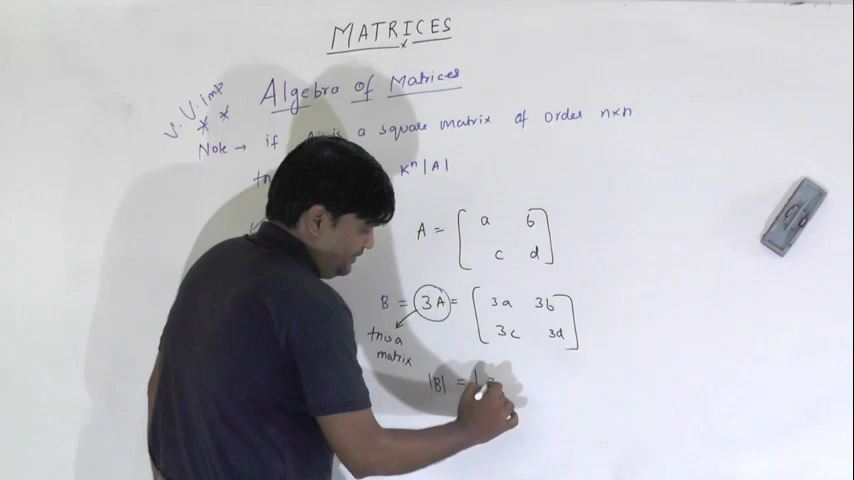 MATRICES
Algebra of Matrices
V.V.imp
* *
Note → if is a square matrix of order n×n
Kⁿ |A|
A = [ a b
c d ]
B = 3A = [ 3a 3b
3c 3d ]
this a
matrix
|B| = |